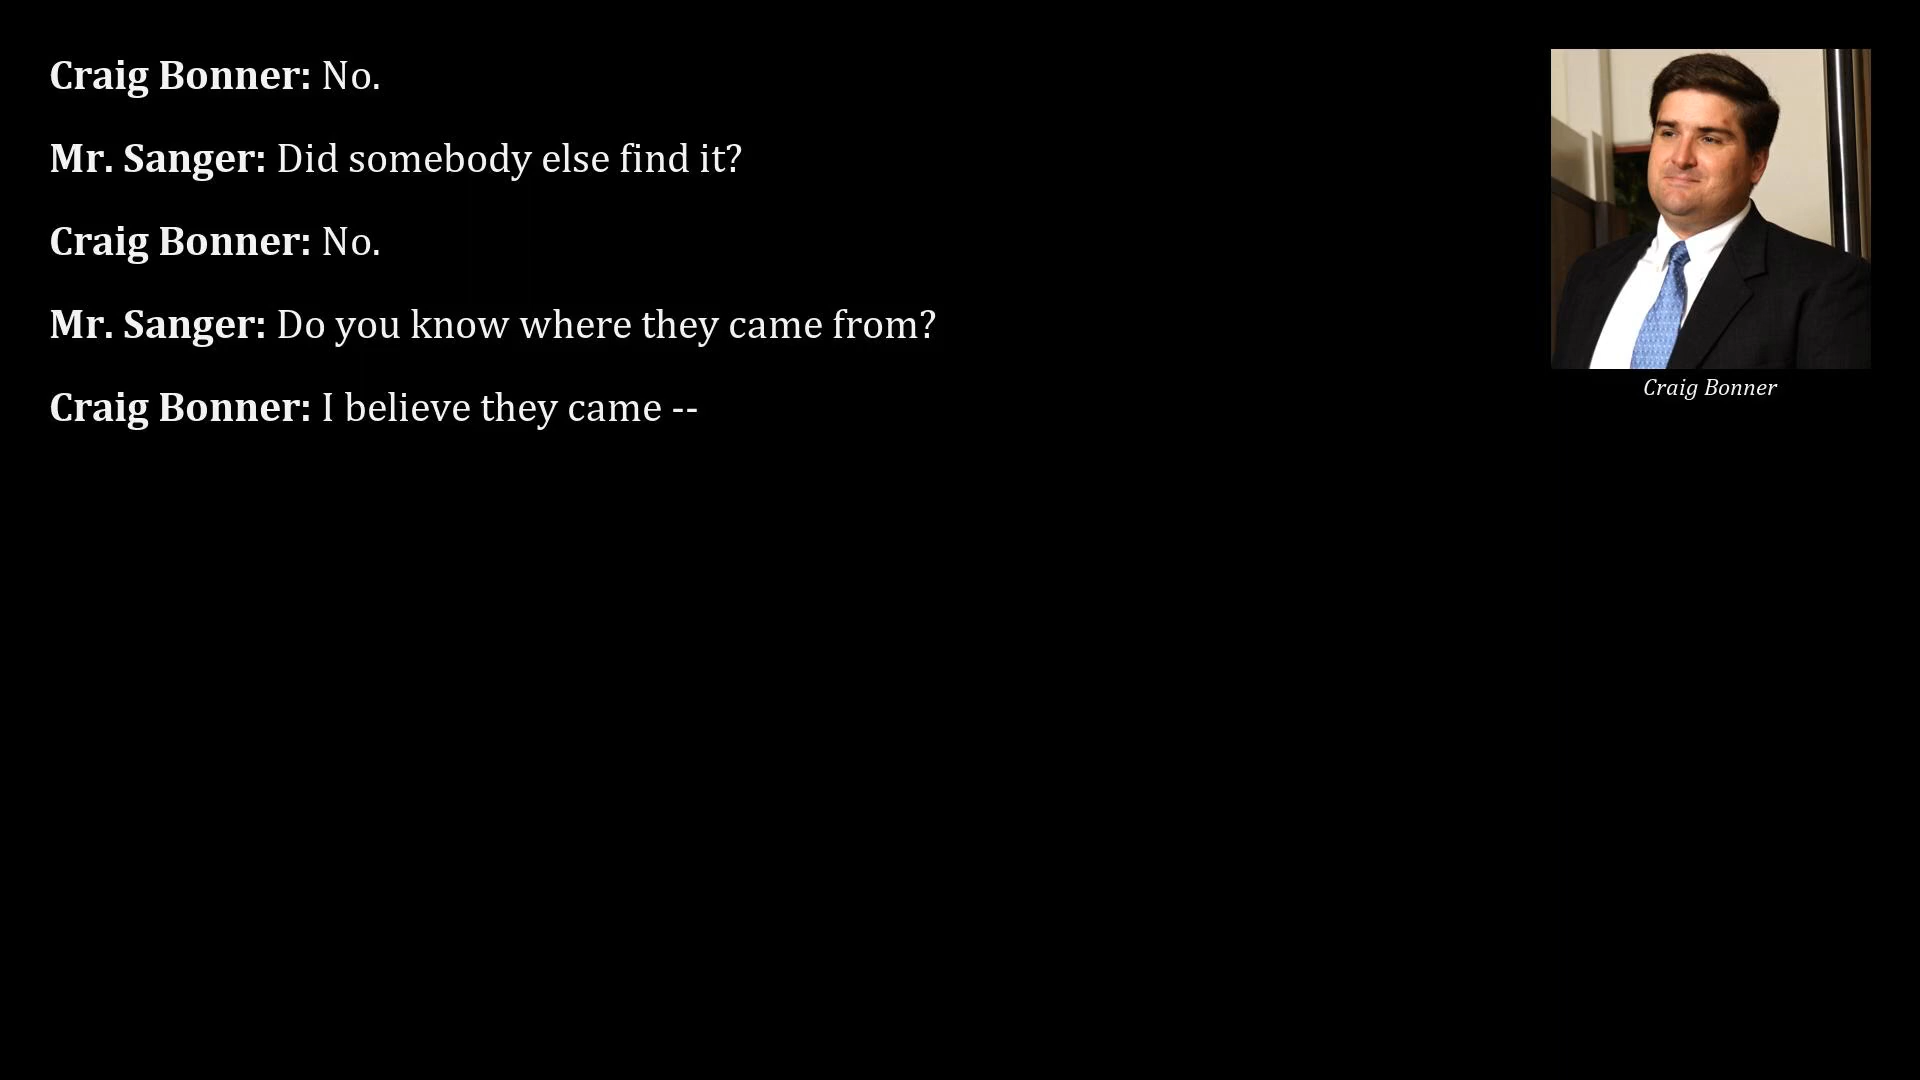 Craig Bonner: No.
Mr. Sanger: Did somebody else find it?
Craig Bonner: No.
Mr. Sanger: Do you know where they came from?
Craig Bonner: I believe they came --
Craig Bonner